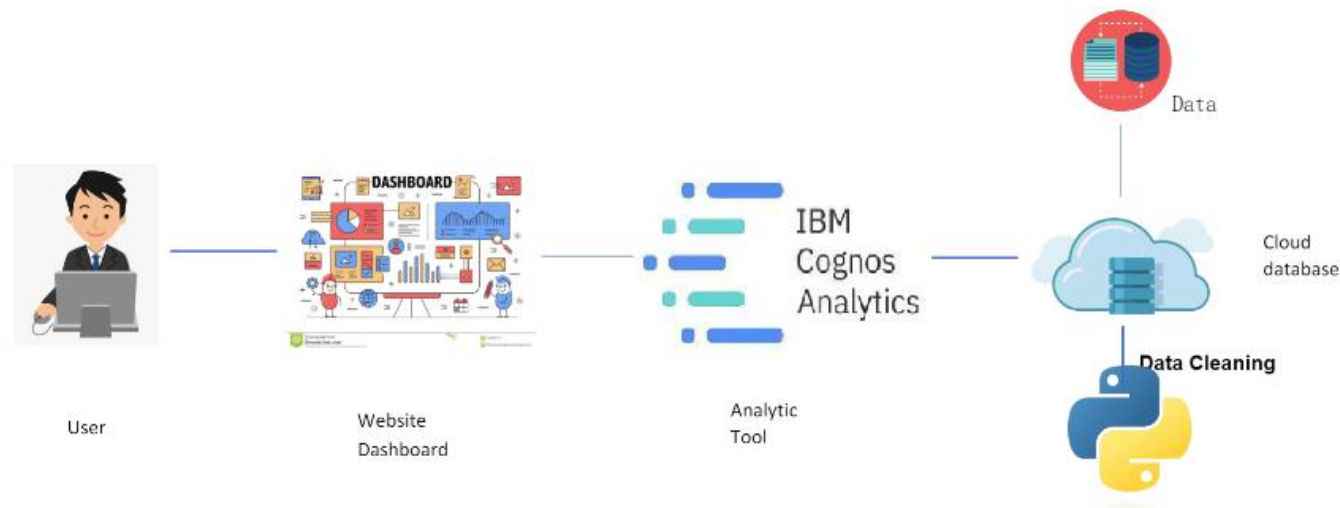 Data
DASHBOARD
IBM
Cognos
Analytics
Cloud
database
Data Cleaning
User
Website
Dashboard
Analytic
Tool